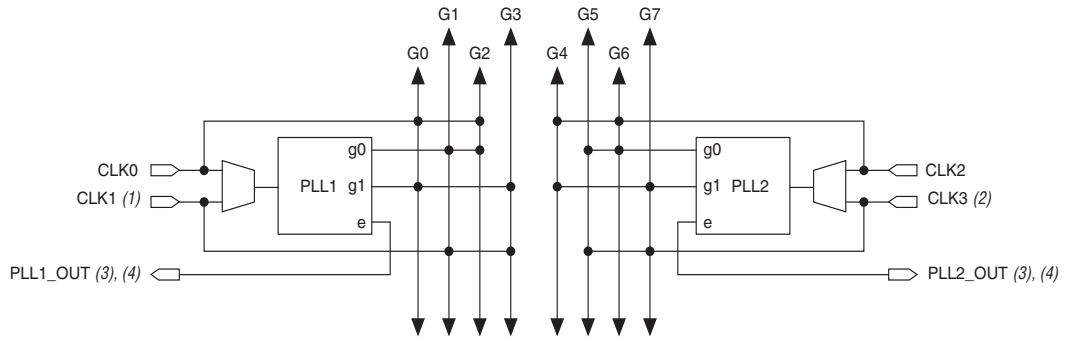 G1 G3 G5 G7
G0 G2 G4 G6
g0 g0
CLK0 CLK2
PLL1 g1 g1 PLL2
CLK1 (1) CLK3 (2)
e e
PLL1_OUT (3), (4) PLL2_OUT (3), (4)